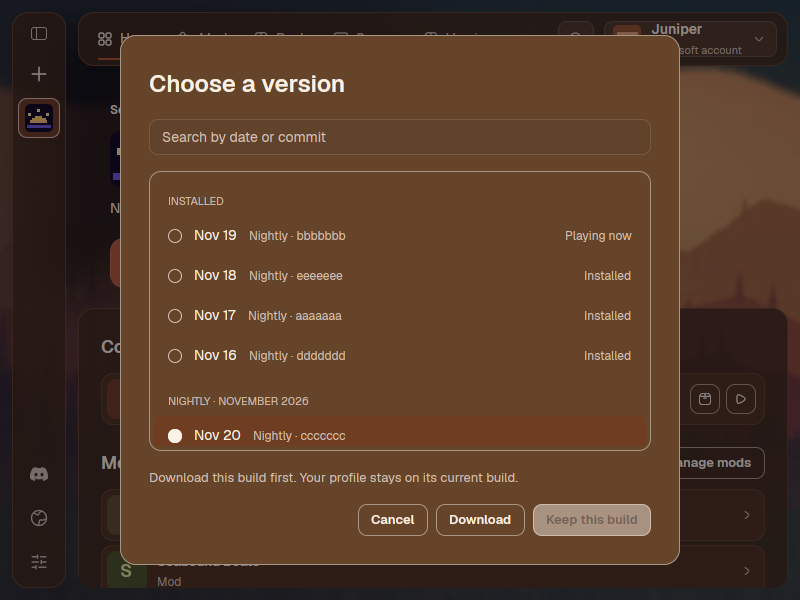 Juniper
soft account
Choose a version
Search by date or commit
INSTALLED
Nov 19 Nightly · bbbbbbb Playing now
Nov 18 Nightly · eeeeeee Installed
Nov 17 Nightly · aaaaaaa Installed
Nov 16 Nightly · ddddddd Installed
NIGHTLY · NOVEMBER 2026
Nov 20 Nightly · ccccccc
Download this build first. Your profile stays on its current build.
Cancel Download Keep this build
anage mods
S
Mod